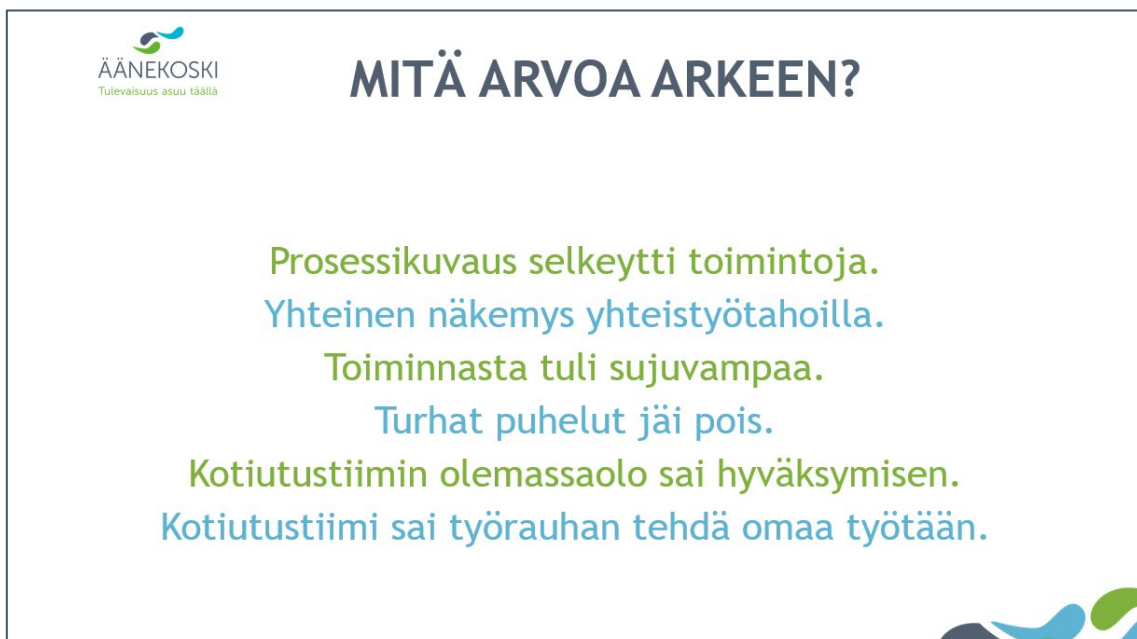 ÄÄNEKOSKI
Tulevaisuus asuu täällä
MITÄ ARVOA ARKEEN?
Prosessikuvaus selkeytti toimintoja.
Yhteinen näkemys yhteistyötahoilla.
Toiminnasta tuli sujuvampaa.
Turhat puhelut jäi pois.
Kotiutustiimin olemassaolo sai hyväksymisen.
Kotiutustiimi sai työrauhan tehdä omaa työtään.